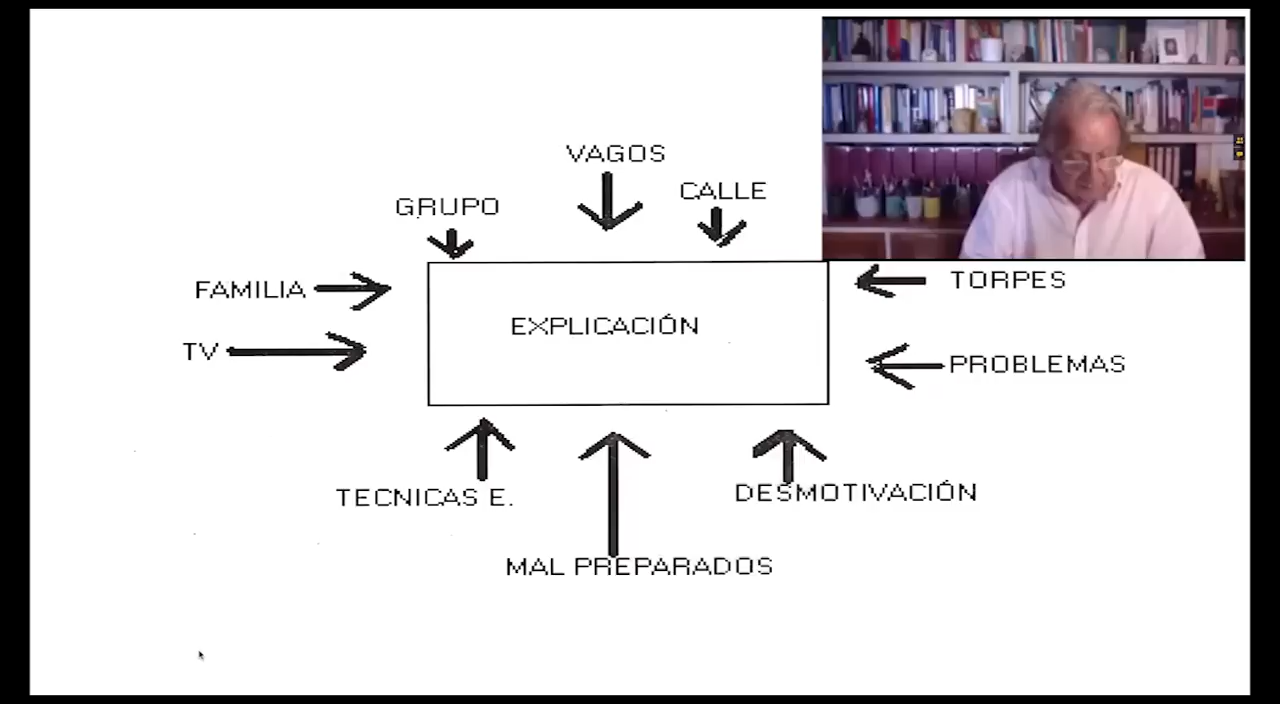 VAGOS
CALLE
GRUPO
TORPES
FAMILIA
EXPLICACIÓN
TV
PROBLEMAS
DESMOTIVACIÓN
TECNICAS E.
MAL PREPARADOS